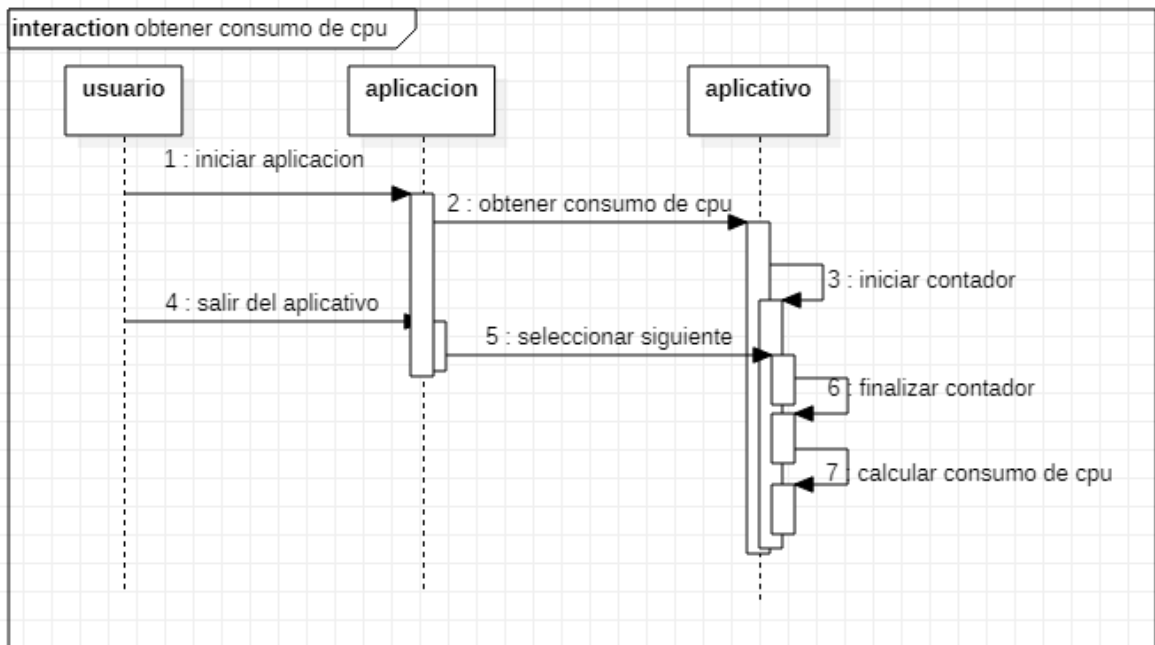 interaction obtener consumo de cpu
usuario
aplicacion
aplicativo
1 : iniciar aplicacion
2 : obtener consumo de cpu
3 : iniciar contador
4 : salir del aplicativo
5 : seleccionar siguiente
6 : finalizar contador
7 : calcular consumo de cpu